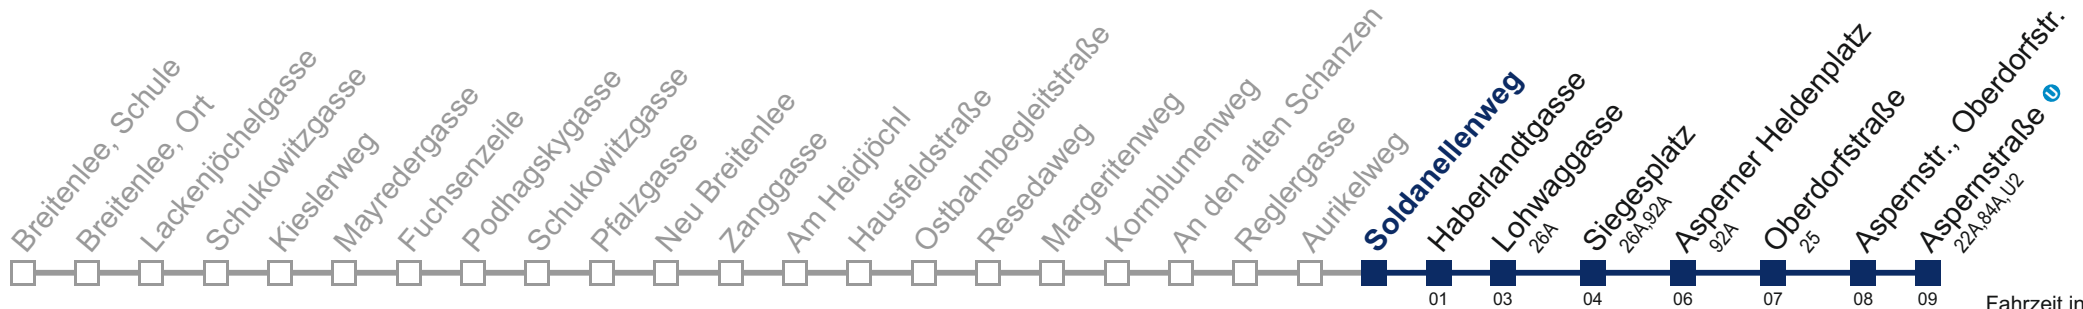 Breitenlee, Schule
Breitenlee, Ort
Lackenjöchelgasse
Schukowitzgasse
Kieslerweg
Mayredergasse
Fuchsenzeile
Podhagskygasse
Schukowitzgasse
Pfalzgasse
Neu Breitenlee
Zanggasse
Am Heidjöchl
Hausfeldstraße
Ostbahnbegleitstraße
Resedaweg
Margeritenweg
Kornblumenweg
An den alten Schanzen
Reglergasse
Aurikelweg
Soldanellenweg
Haberlandtgasse
Lohwaggasse
26A
Siegesplatz
26A,92A
Asperner Heldenplatz
92A
Oberdorfstraße
25
Aspernstr., Oberdorfstr.
Aspernstraße U
22A,84A,U2
01 03 04 06 07 08 09
Fahrzeit in